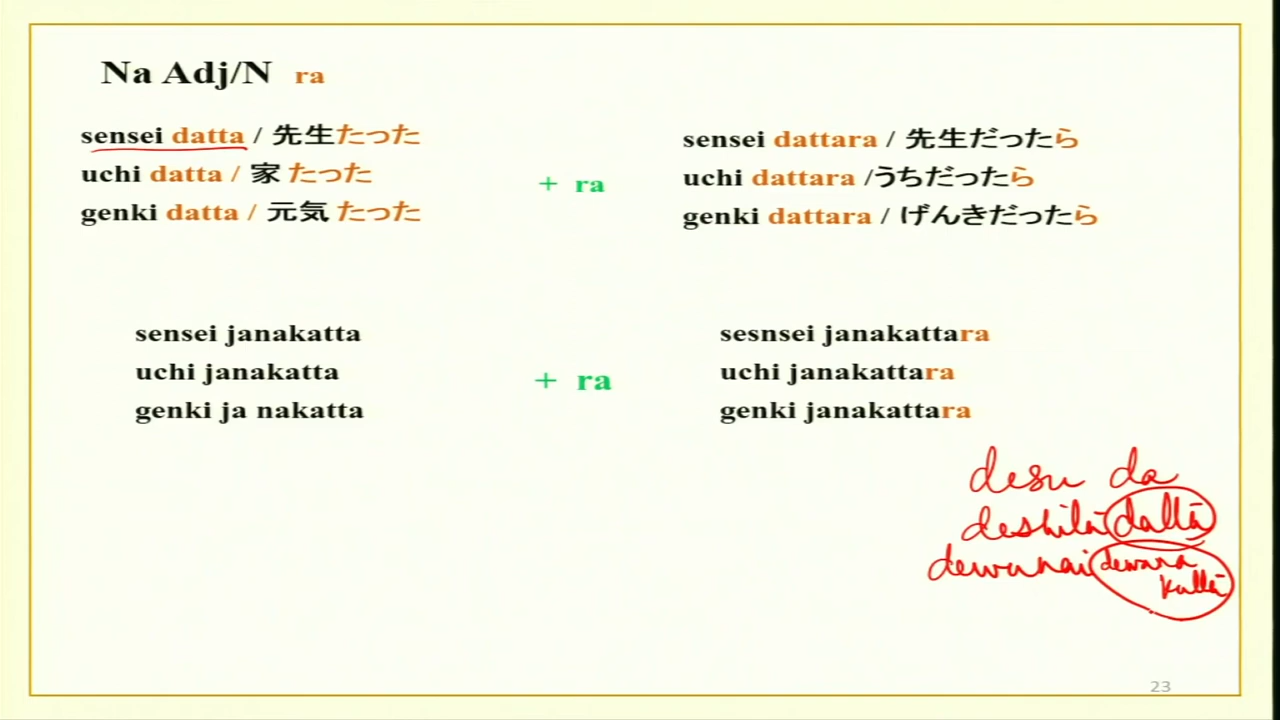 Na Adj/N ra
sensei datta / 先生たった
uchi datta / 家 たった
genki datta / 元気 たった
+ ra
sensei dattara / 先生だったら
uchi dattara /うちだったら
genki dattara / げんきだったら
sensei janakatta
uchi janakatta
genki ja nakatta
+ ra
sesnsei janakattara
uchi janakattara
genki janakattara
desu da
deshita datta
dewanai dewana
katta
23